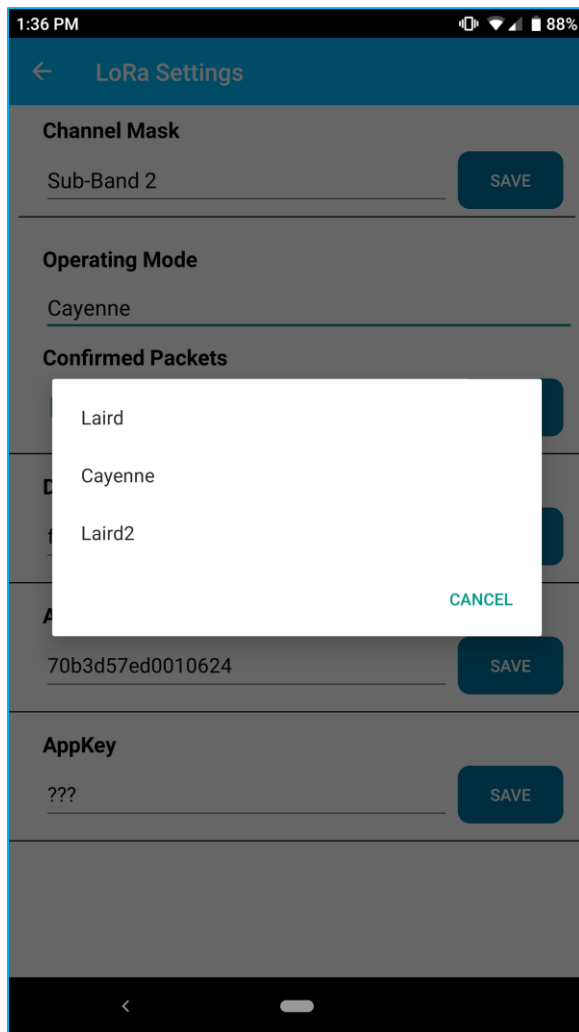 1:36 PM 88%
LoRa Settings
Channel Mask
Sub-Band 2 SAVE
Operating Mode
Cayenne
Confirmed Packets
Laird
Cayenne
Laird2
CANCEL
70b3d57ed0010624 SAVE
AppKey
??? SAVE